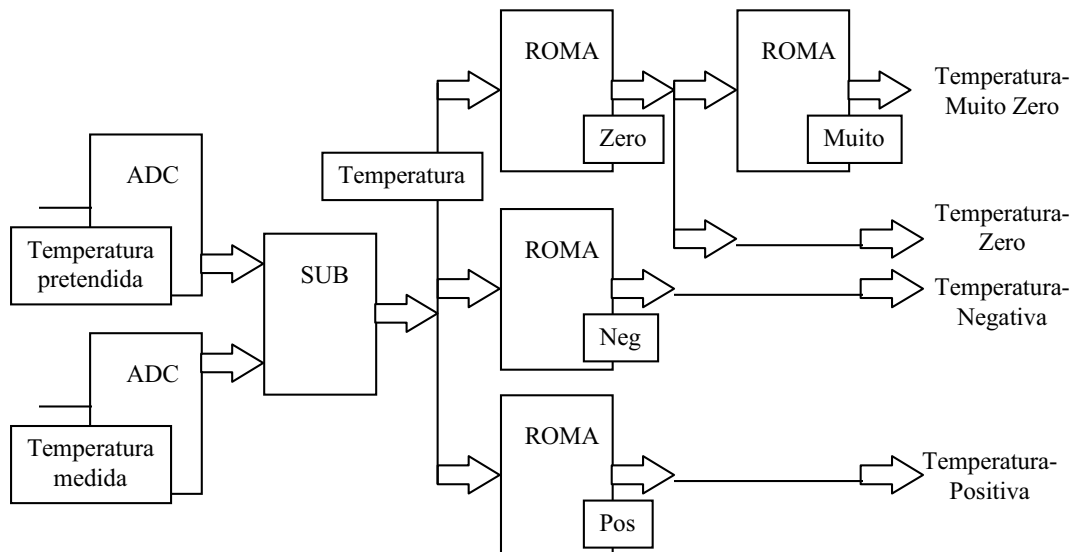 ROMA
Zero
ROMA
Muito
Temperatura-
Muito Zero
ADC
Temperatura
pretendida
Temperatura
SUB
ROMA
Neg
Temperatura-
Zero
Temperatura-
Negativa
ADC
Temperatura
medida
ROMA
Pos
Temperatura-
Positiva